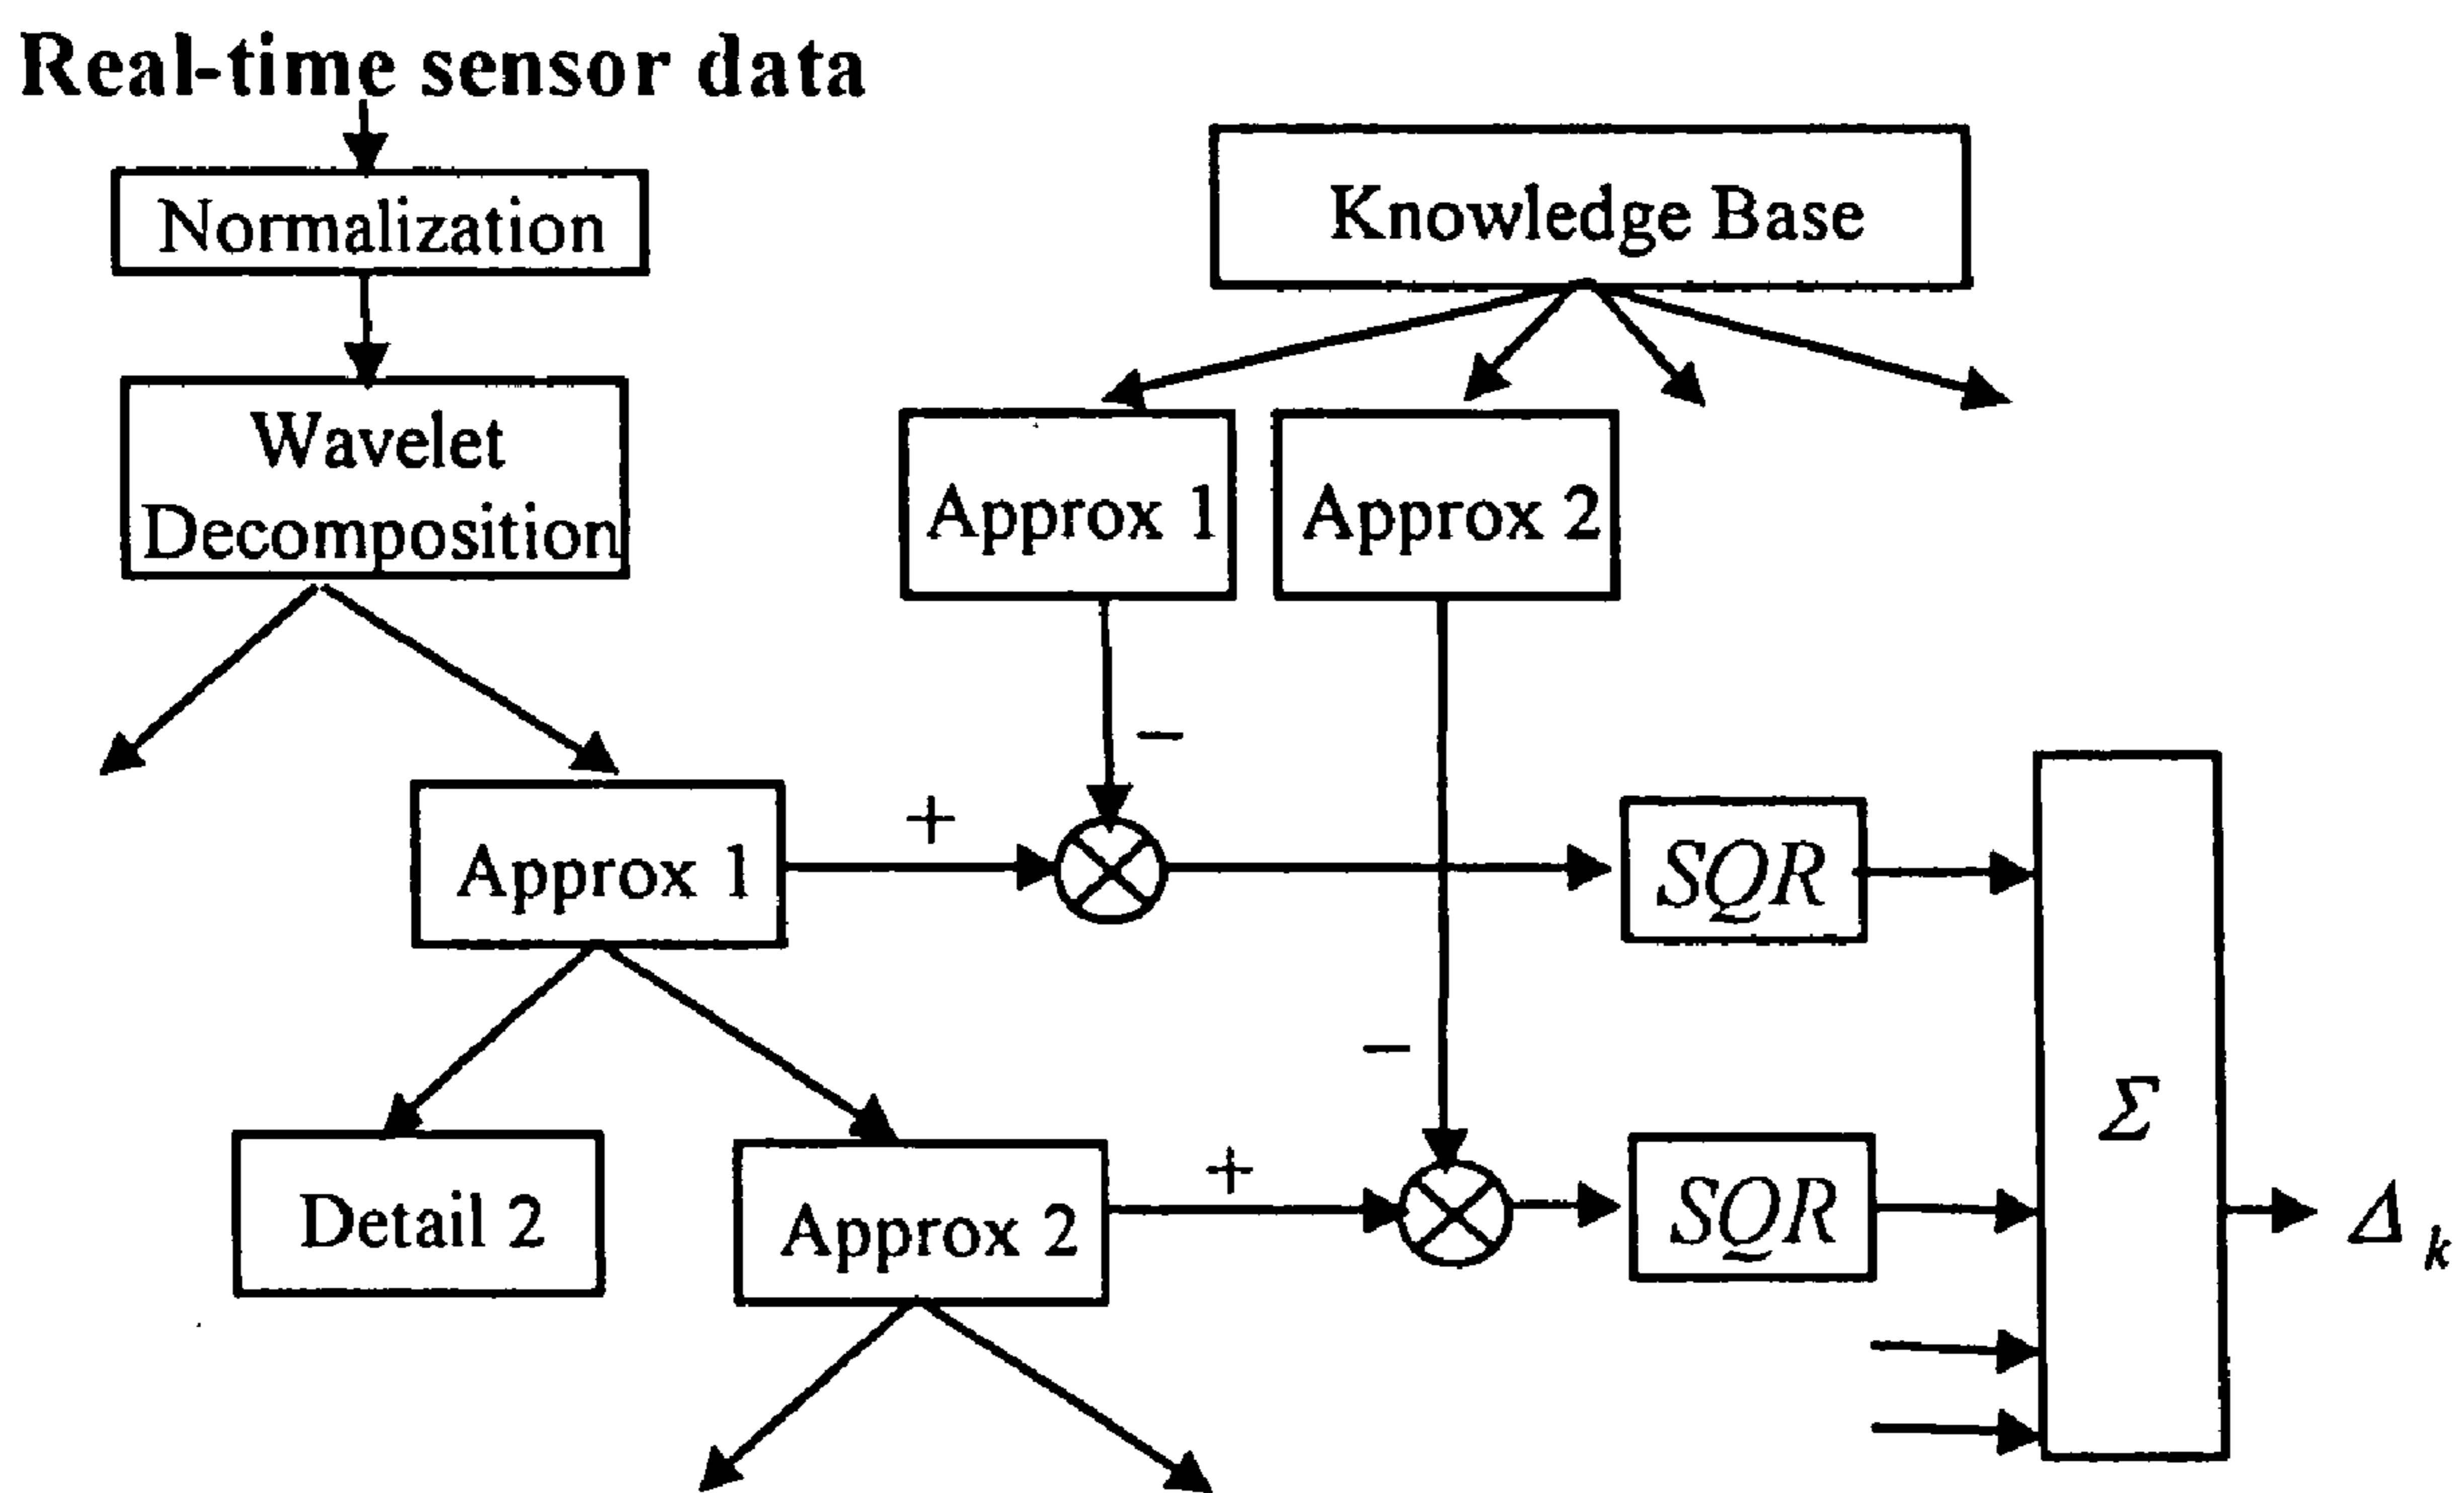 Real-time sensor data
Normalization
Knowledge Base
Wavelet
Decomposition
Approx 1
Approx 2
−
+
Approx 1
SQR
−
Σ
Detail 2
Approx 2
+
SQR
Δ k